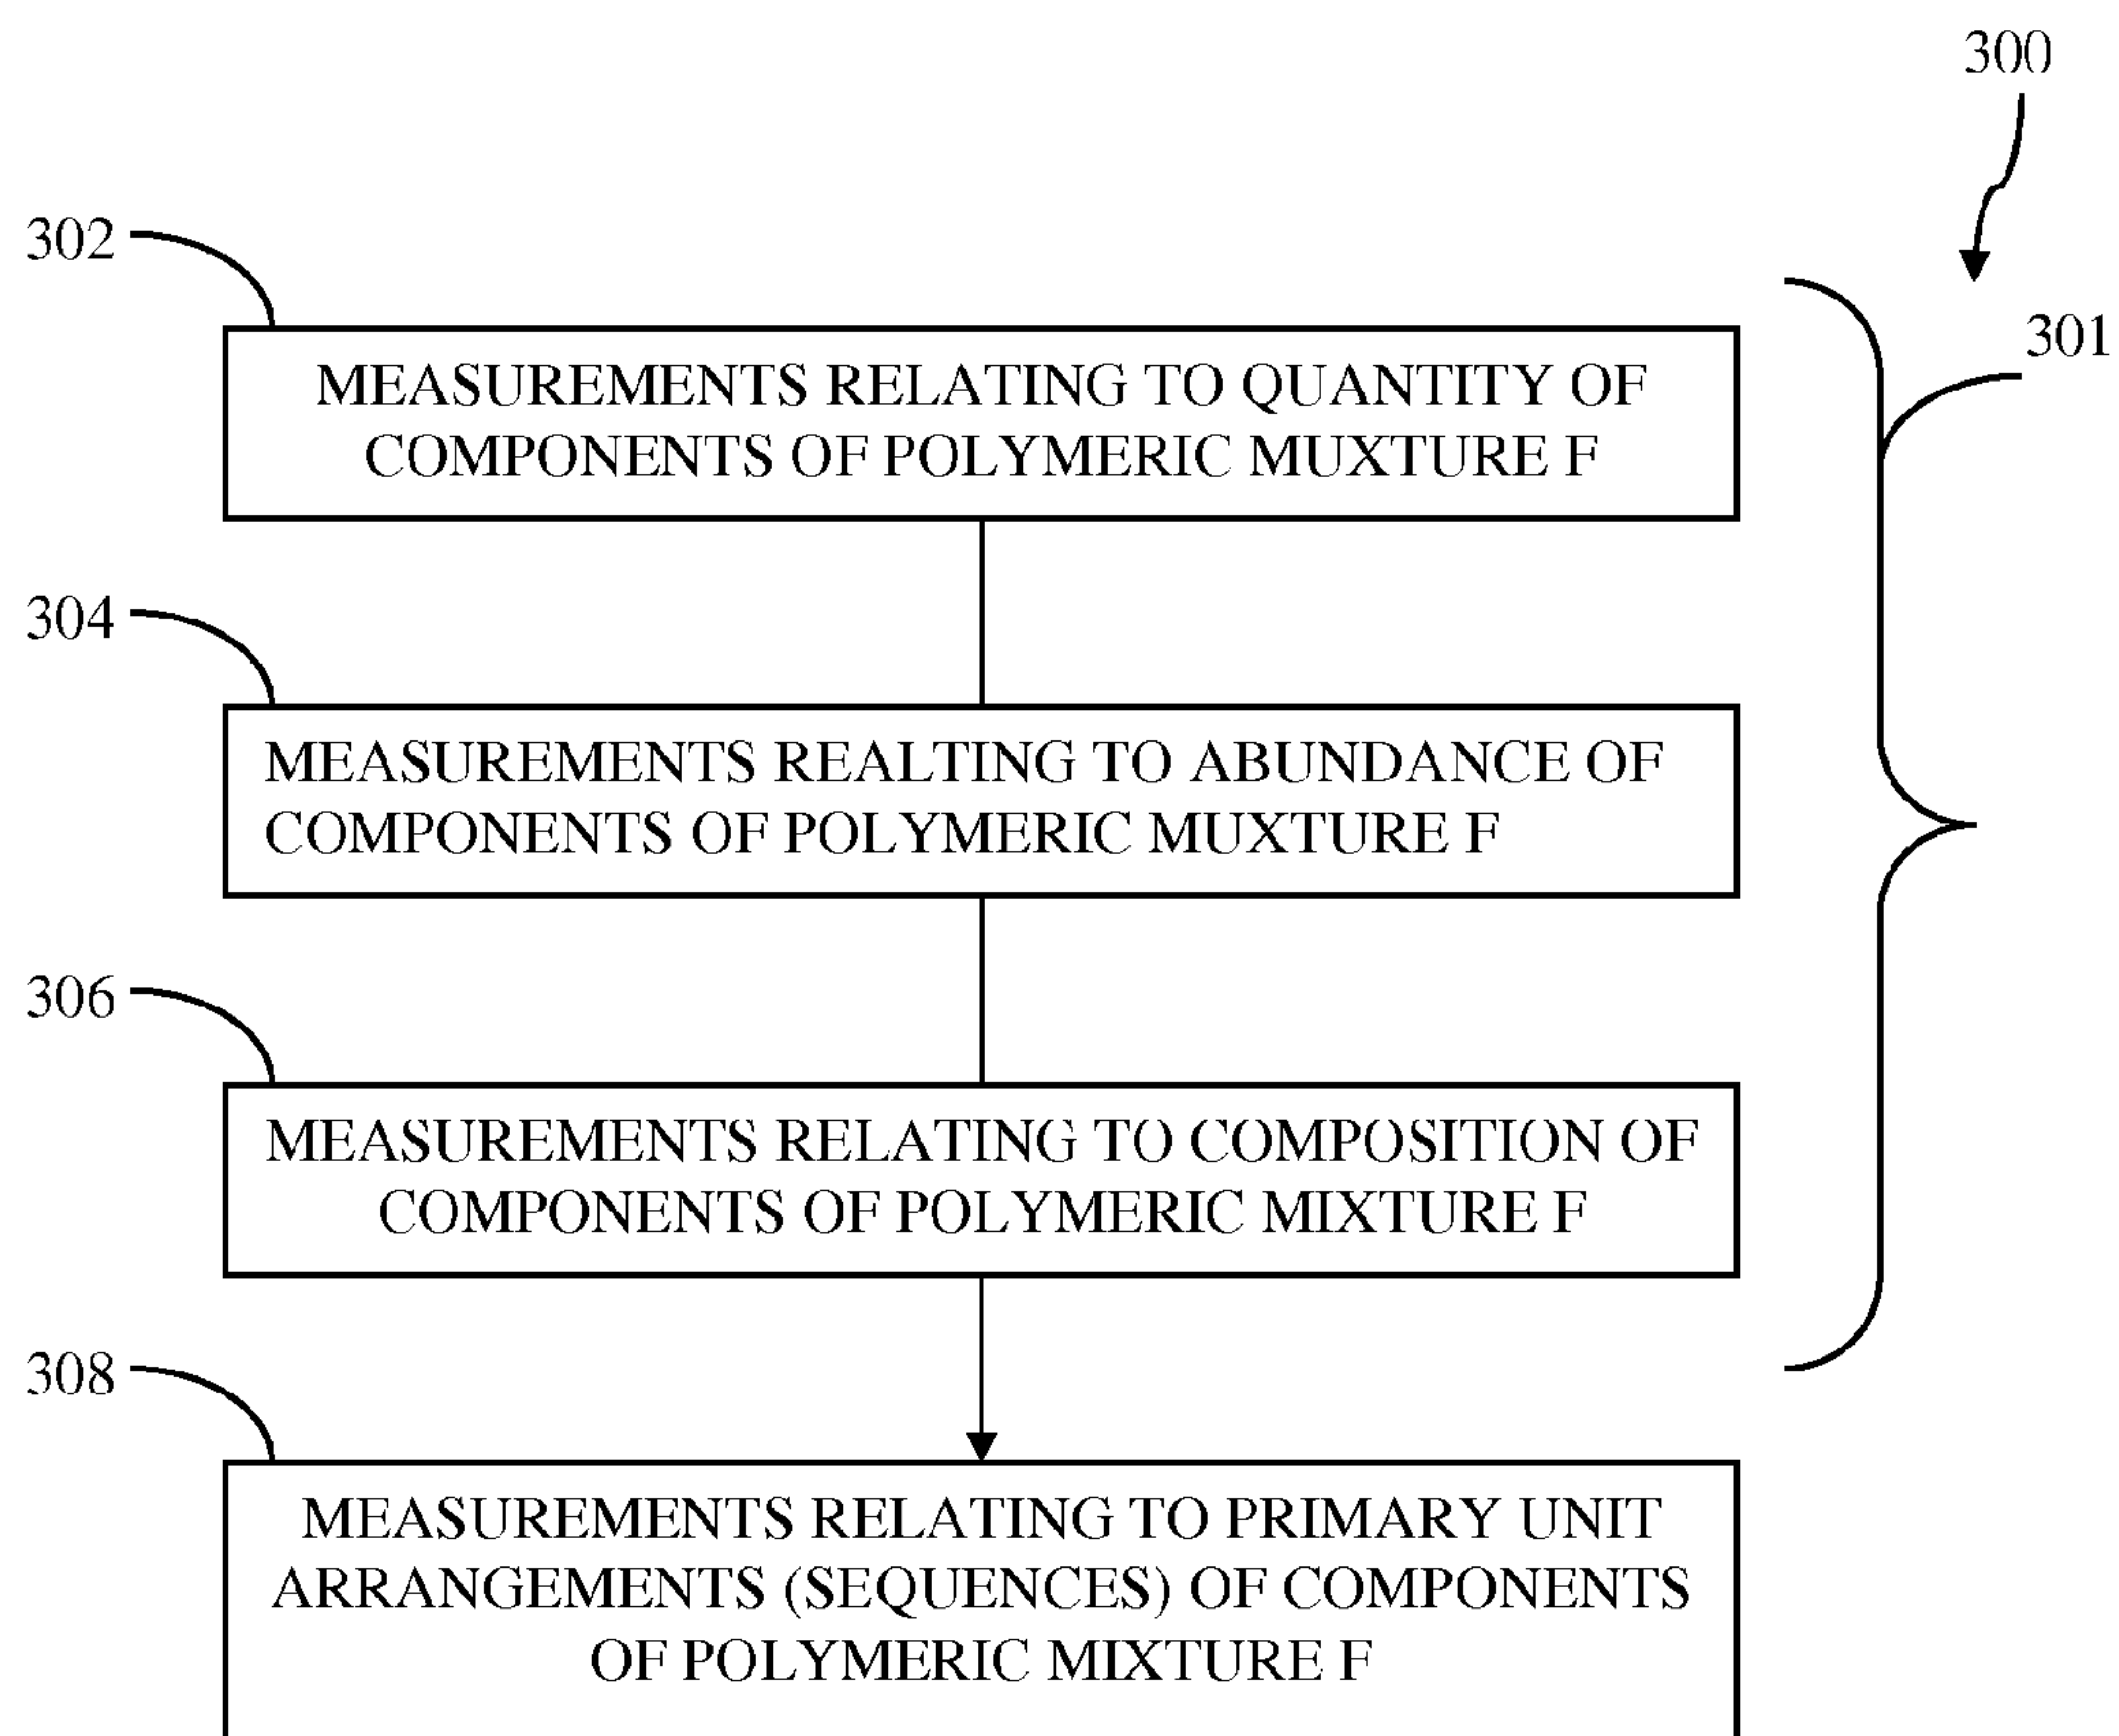 300
302
301
MEASUREMENTS RELATING TO QUANTITY OF
COMPONENTS OF POLYMERIC MUXTURE F
304
MEASUREMENTS REALTING TO ABUNDANCE OF
COMPONENTS OF POLYMERIC MUXTURE F
306
MEASUREMENTS RELATING TO COMPOSITION OF
COMPONENTS OF POLYMERIC MIXTURE F
308
MEASUREMENTS RELATING TO PRIMARY UNIT
ARRANGEMENTS (SEQUENCES) OF COMPONENTS
OF POLYMERIC MIXTURE F